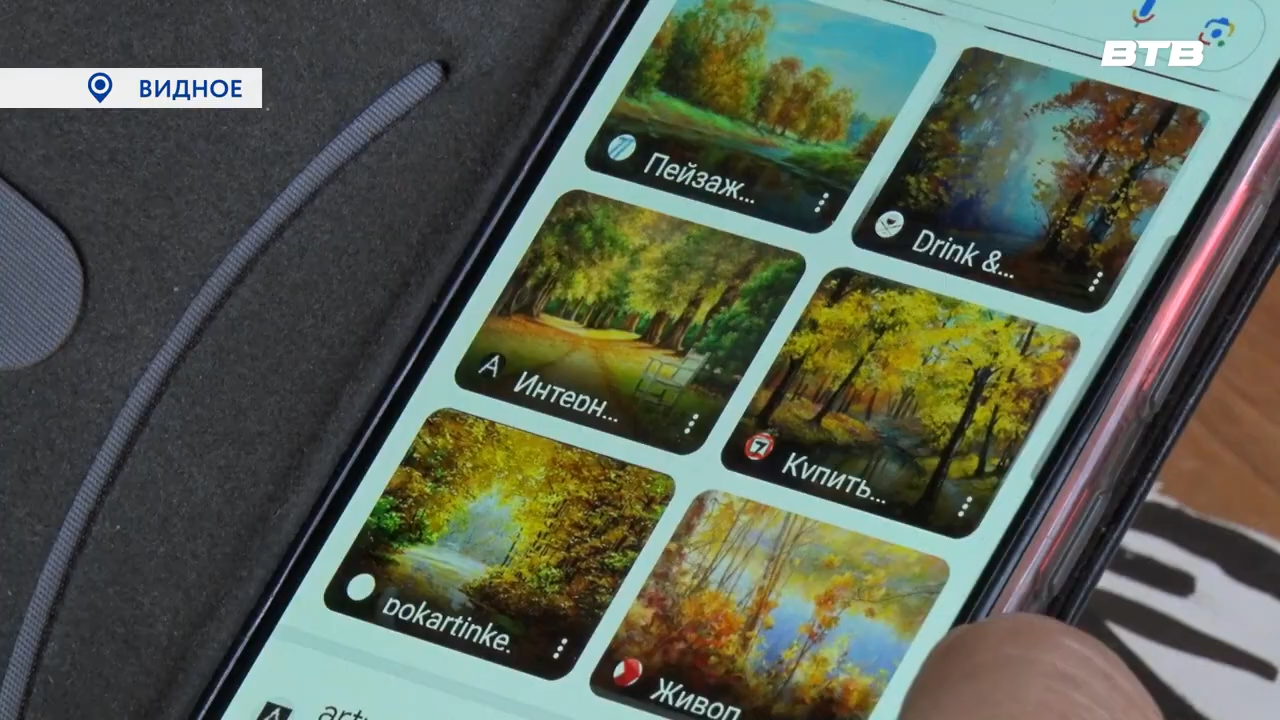 ВТВ
ВИДНОЕ
Пейзаж...
Drink &...
А Интерн...
Купить...
pokartinke.
Живоп